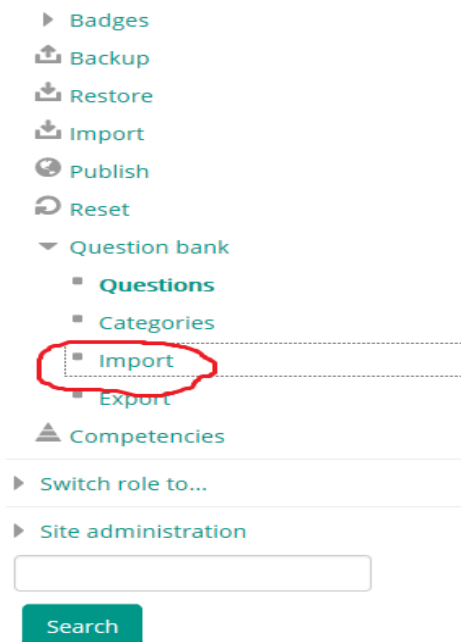 Badges
Backup
Restore
Import
Publish
Reset
Question bank
Questions
Categories
Import
Export
Competencies
Switch role to...
Site administration
Search